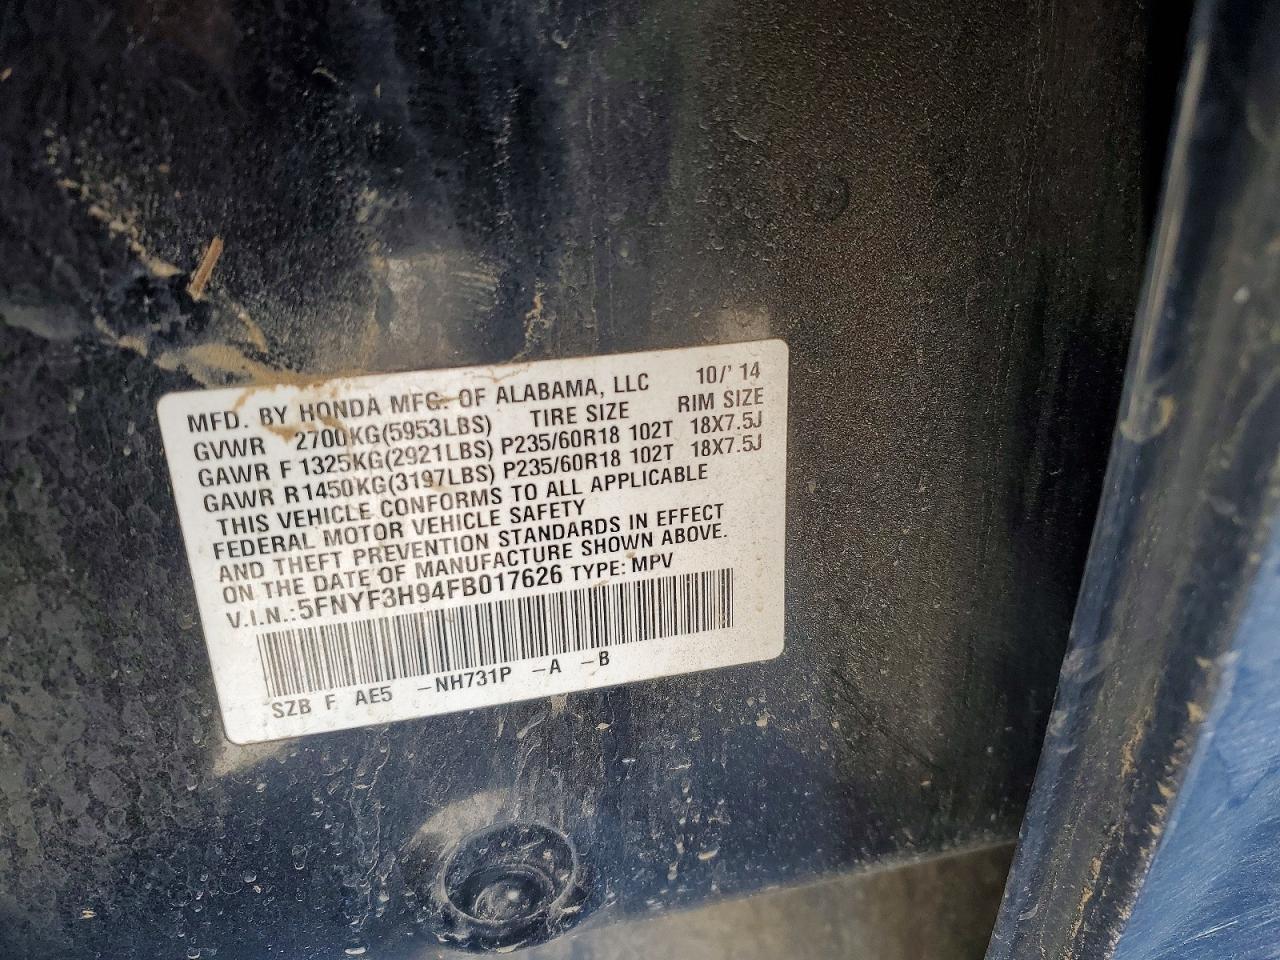 MFD. BY HONDA MFG. OF ALABAMA, LLC 10/' 14
GVWR 2700KG(5953LBS) TIRE SIZE RIM SIZE
GAWR F 1325KG(2921LBS) P235/60R18 102T 18X7.5J
GAWR R1450KG(3197LBS) P235/60R18 102T 18X7.5J
THIS VEHICLE CONFORMS TO ALL APPLICABLE
FEDERAL MOTOR VEHICLE SAFETY
AND THEFT PREVENTION STANDARDS IN EFFECT
ON THE DATE OF MANUFACTURE SHOWN ABOVE.
V.I.N.:5FNYF3H94FB017626 TYPE: MPV
SZB F AE5 -NH731P -A -B